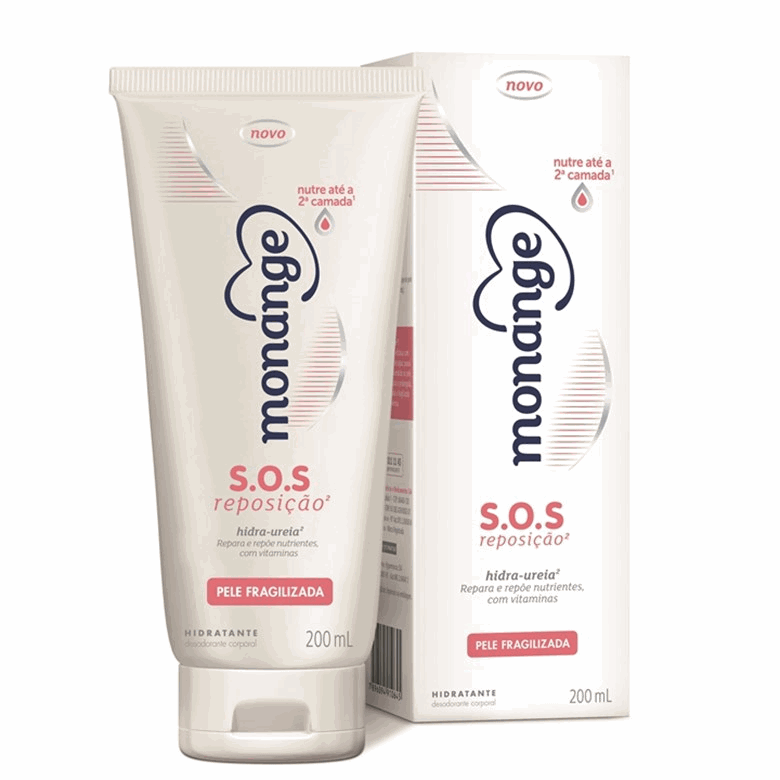 novo
nutre até a
2ª camada¹
monange
S.O.S
reposição²
hidra-ureia²
Repara e repõe nutrientes,
com vitaminas
PELE FRAGILIZADA
HIDRATANTE
desodorante corporal
200 mL
novo
nutre até a
2ª camada¹
monange
S.O.S
reposição²
hidra-ureia²
Repara e repõe nutrientes,
com vitaminas
PELE FRAGILIZADA
HIDRATANTE
desodorante corporal
200 mL